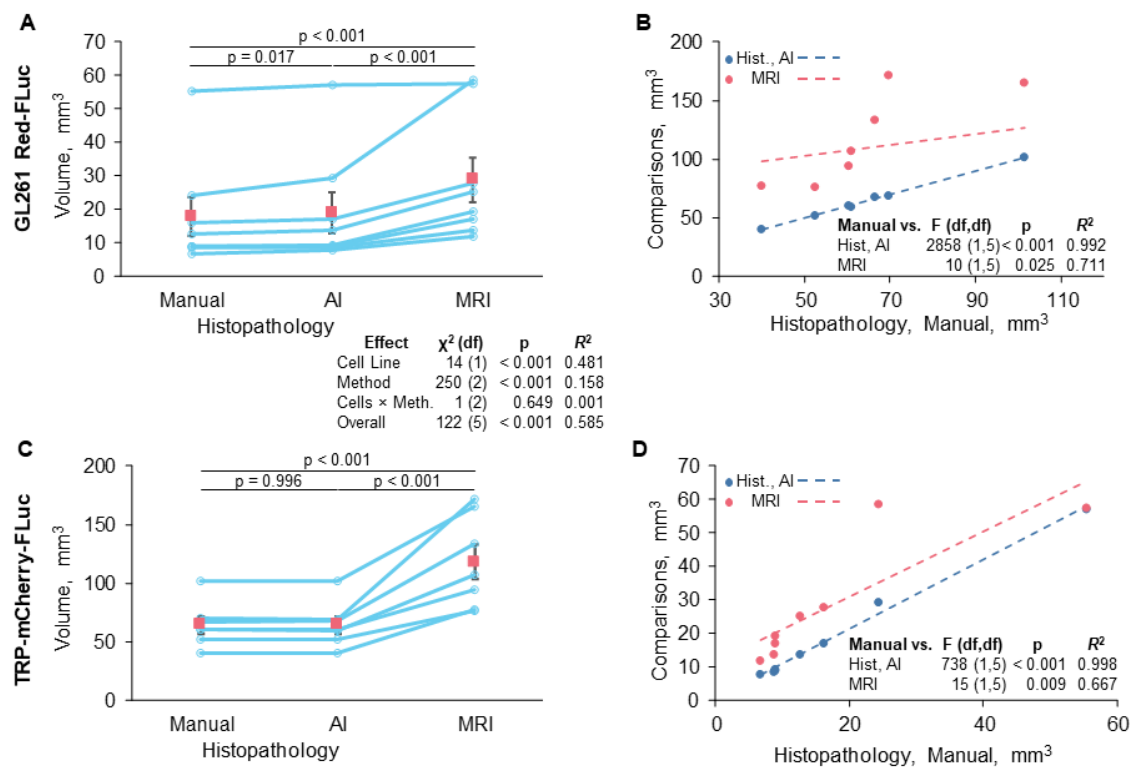 A
GL261 Red-FLuc
Volume, mm³
70
60
50
40
30
20
10
0
p < 0.001
p = 0.017
p < 0.001
Manual
AI
MRI
Histopathology
B
Comparisons, mm³
200
150
100
50
0
Hist., AI
MRI
Manual vs. F (df,df) p R²
Hist, AI 2858 (1,5) < 0.001 0.992
MRI 10 (1,5) 0.025 0.711
30
50
70
90
110
Histopathology, Manual, mm³
Effect χ² (df) p R²
Cell Line 14 (1) < 0.001 0.481
Method 250 (2) < 0.001 0.158
Cells × Meth. 1 (2) 0.649 0.001
Overall 122 (5) < 0.001 0.585
C
TRP-mCherry-FLuc
Volume, mm³
200
150
100
50
0
p < 0.001
p = 0.996
p < 0.001
Manual
AI
MRI
Histopathology
D
Comparisons, mm³
70
60
50
40
30
20
10
0
Hist., AI
MRI
Manual vs. F (df,df) p R²
Hist, AI 738 (1,5) < 0.001 0.998
MRI 15 (1,5) 0.009 0.667
0
20
40
60
Histopathology, Manual, mm³